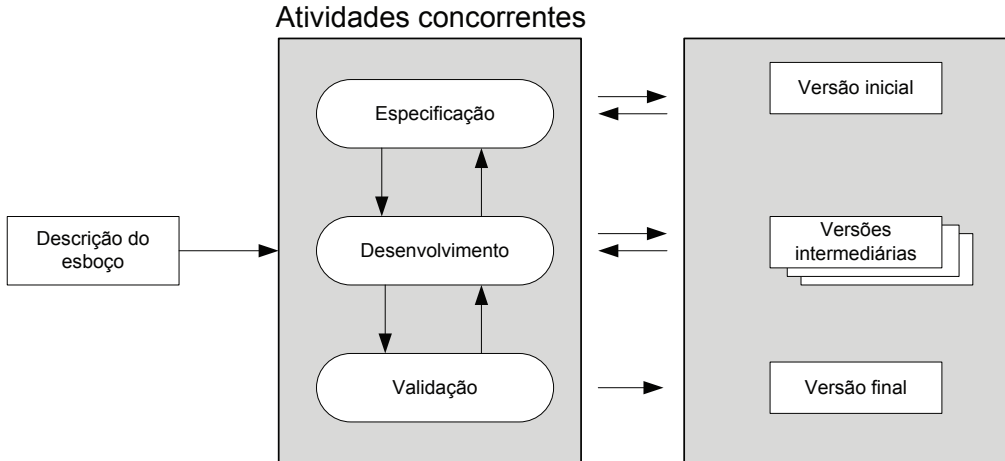 Atividades concorrentes
Especificação
Versão inicial
Descrição do
esboço
Desenvolvimento
Versões
intermediárias
Validação
Versão final